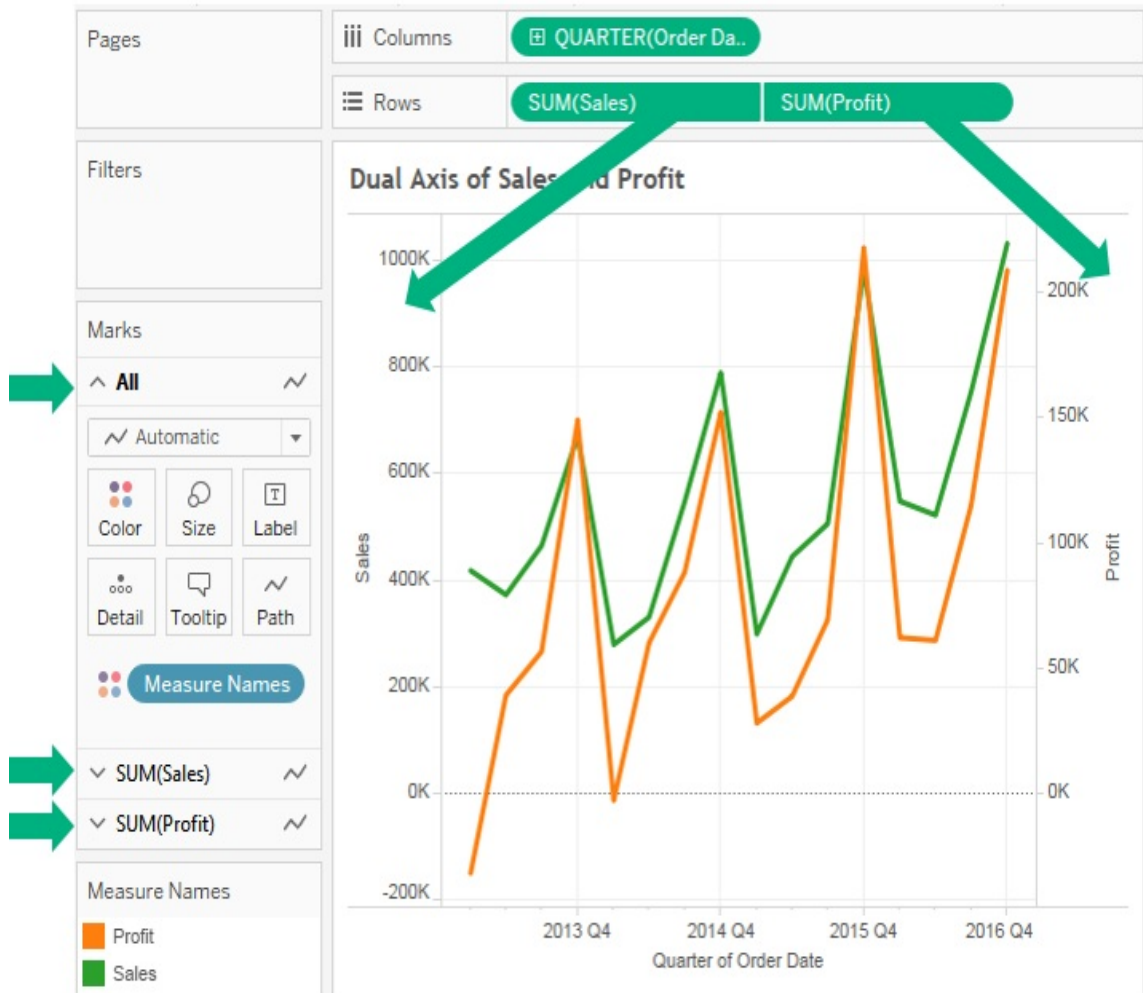 Pages
Columns
QUARTER(Order Da..
Rows
SUM(Sales)
SUM(Profit)
Filters
Marks
All
Automatic
Color
Size
T
Label
Detail
Tooltip
Path
Measure Names
SUM(Sales)
SUM(Profit)
Measure Names
Profit
Sales
Dual Axis of Sales and Profit
1000K
800K
600K
400K
200K
0K
-200K
Sales
200K
150K
100K
50K
0K
Profit
2013 Q4
2014 Q4
2015 Q4
2016 Q4
Quarter of Order Date